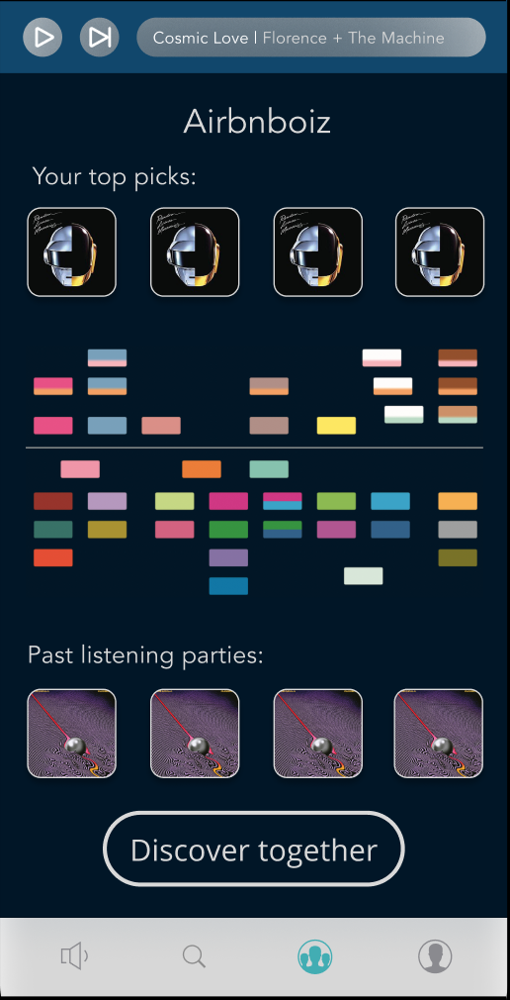 Cosmic Love | Florence + The Machine
Airbnboiz
Your top picks:
Past listening parties:
Discover together